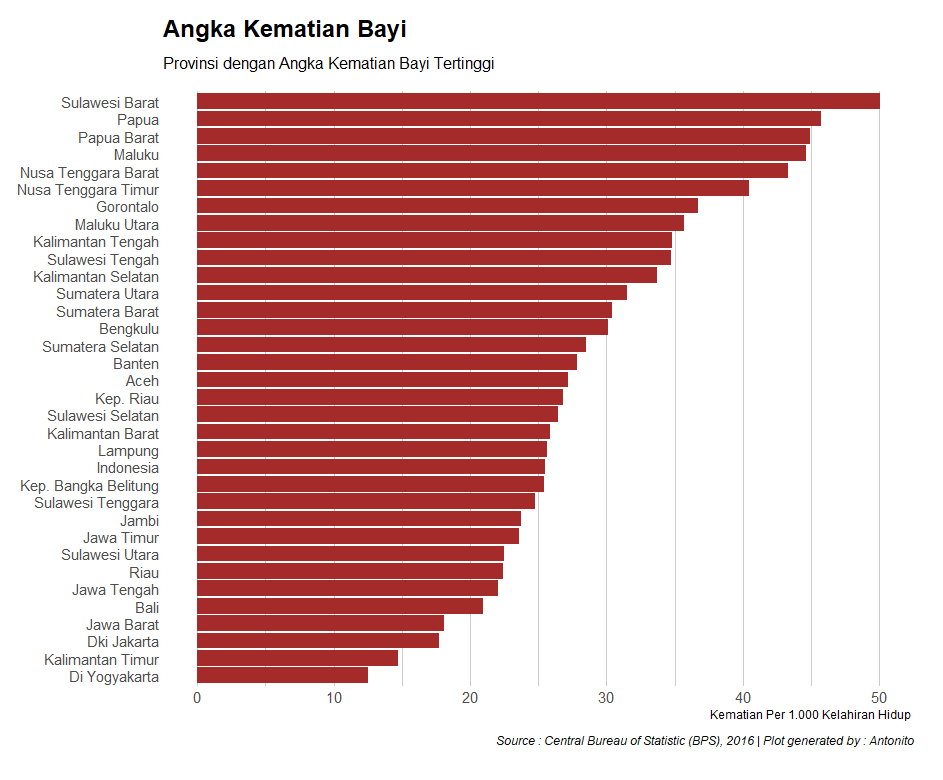 Angka Kematian Bayi
Provinsi dengan Angka Kematian Bayi Tertinggi
Sulawesi Barat
Papua
Papua Barat
Maluku
Nusa Tenggara Barat
Nusa Tenggara Timur
Gorontalo
Maluku Utara
Kalimantan Tengah
Sulawesi Tengah
Kalimantan Selatan
Sumatera Utara
Sumatera Barat
Bengkulu
Sumatera Selatan
Banten
Aceh
Kep. Riau
Sulawesi Selatan
Kalimantan Barat
Lampung
Indonesia
Kep. Bangka Belitung
Sulawesi Tenggara
Jambi
Jawa Timur
Sulawesi Utara
Riau
Jawa Tengah
Bali
Jawa Barat
Dki Jakarta
Kalimantan Timur
Di Yogyakarta
0 10 20 30 40 50
Kematian Per 1.000 Kelahiran Hidup
Source : Central Bureau of Statistic (BPS), 2016 | Plot generated by : Antonito